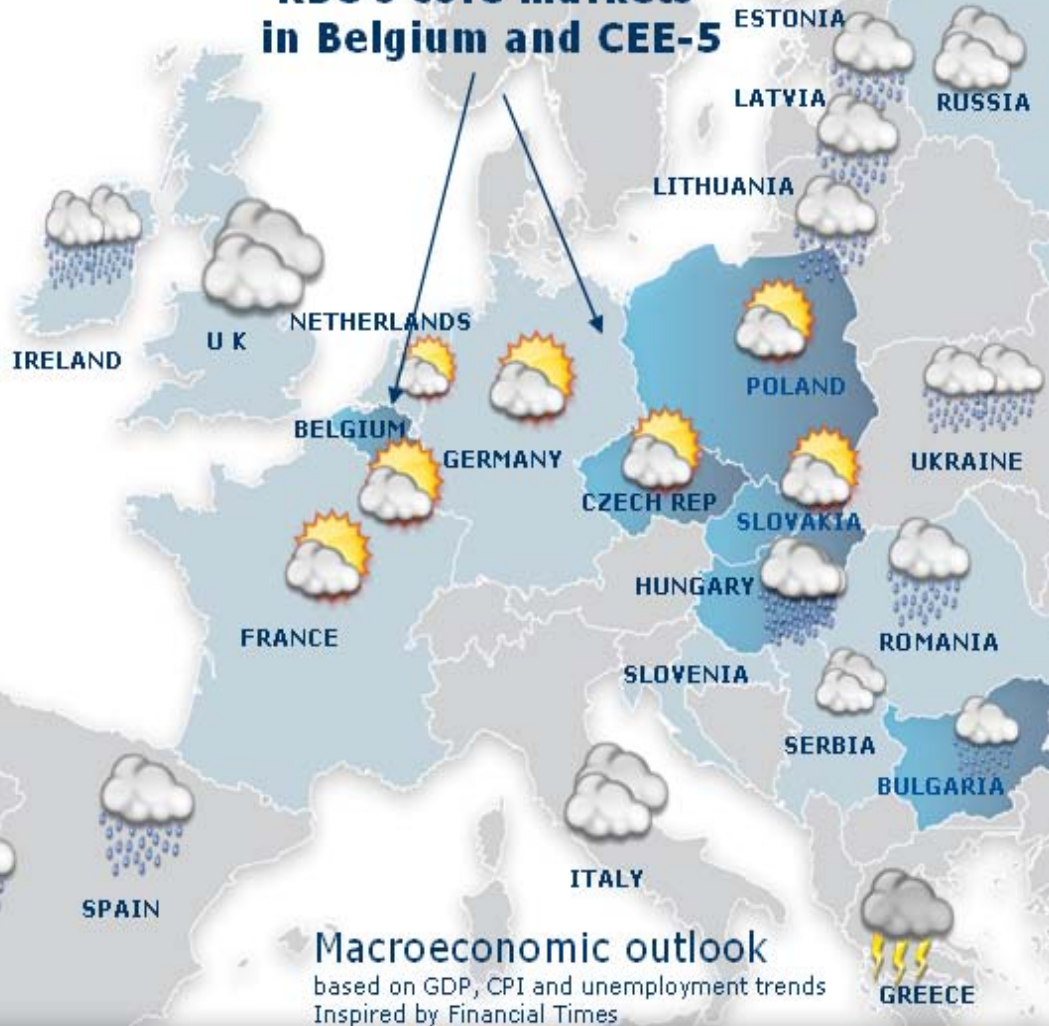 in Belgium and CEE-5
ESTONIA
RUSSIA
LATVIA
LITHUANIA
NETHERLANDS
U K
IRELAND
POLAND
BELGIUM
GERMANY
UKRAINE
CZECH REP
SLOVAKIA
HUNGARY
FRANCE
ROMANIA
SLOVENIA
SERBIA
BULGARIA
ITALY
SPAIN
Macroeconomic outlook
based on GDP, CPI and unemployment trends
GREECE
Inspired by Financial Times